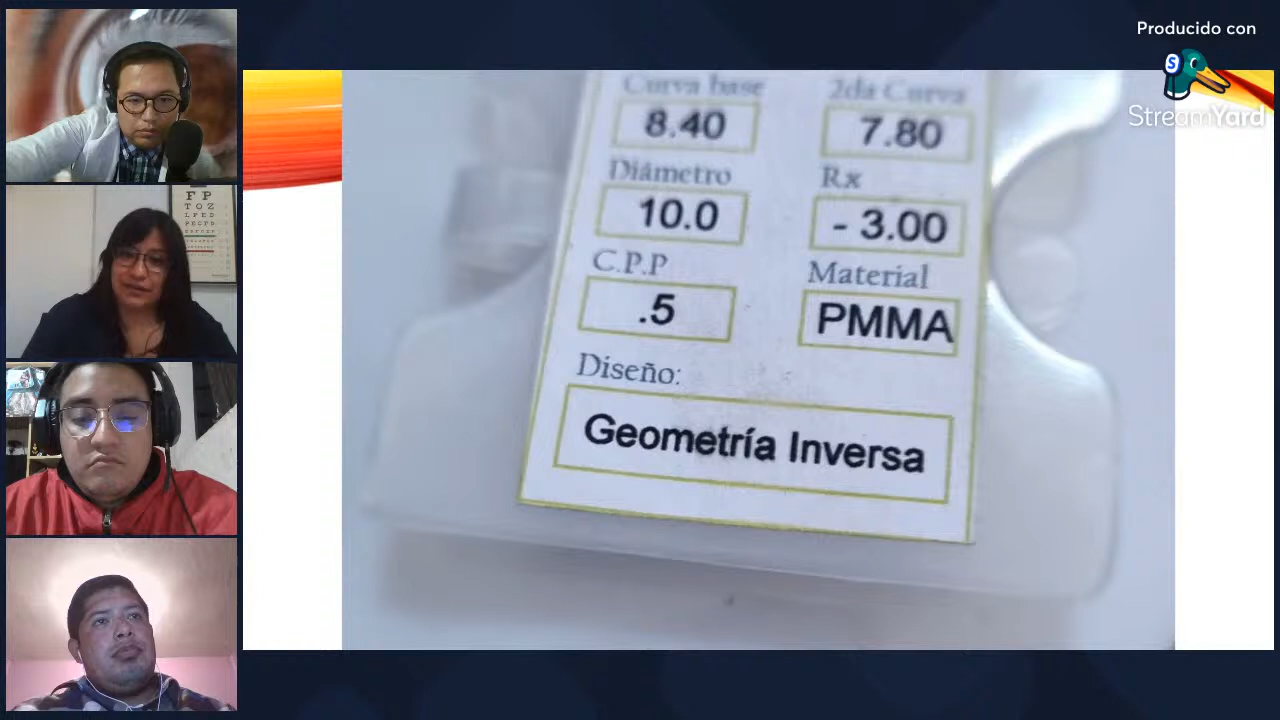 Producido con
StreamYard
F P
T O Z
L P E D
P E C F D
Curva base
2da Curva
8.40
7.80
Diámetro
Rx
10.0
- 3.00
C.P.P
Material
.5
PMMA
Diseño:
Geometría Inversa